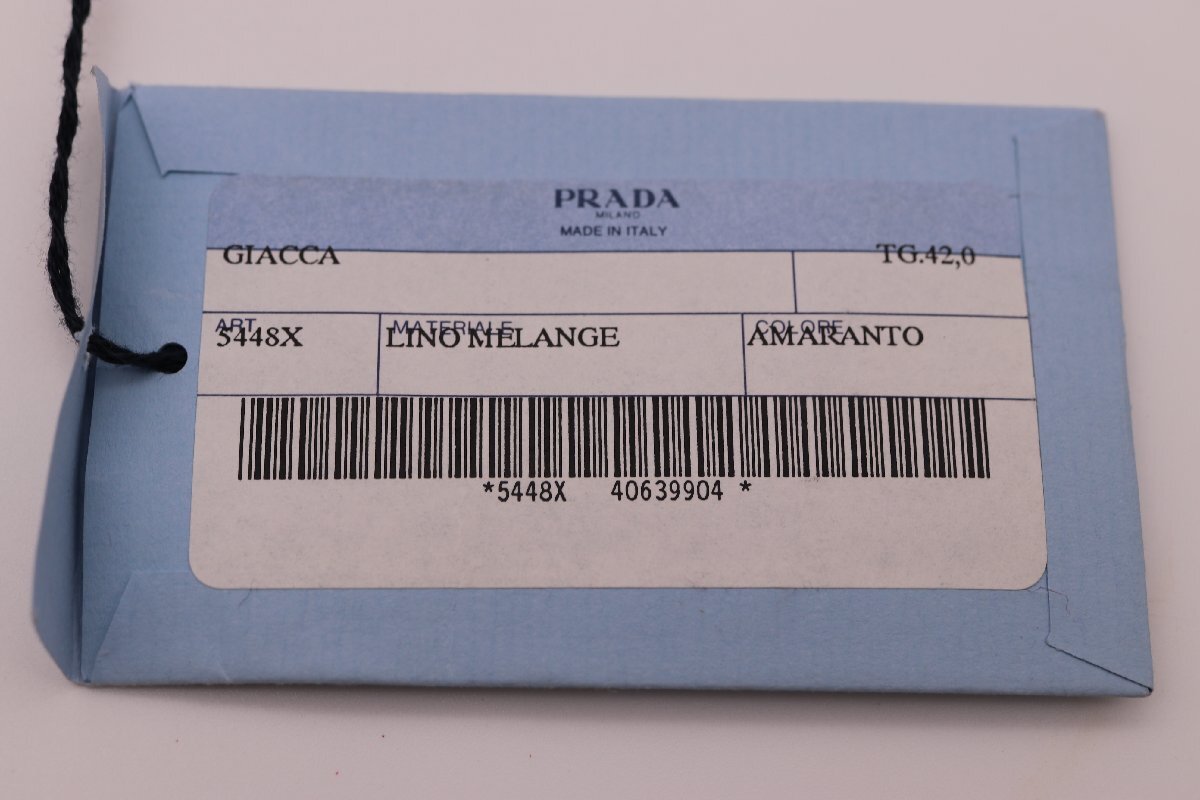 PRADA
MILANO
MADE IN ITALY
GIACCA TG.42,0
ART MATERIALE COLORE
5448X LINO MELANGE AMARANTO
*5448X 40639904 *